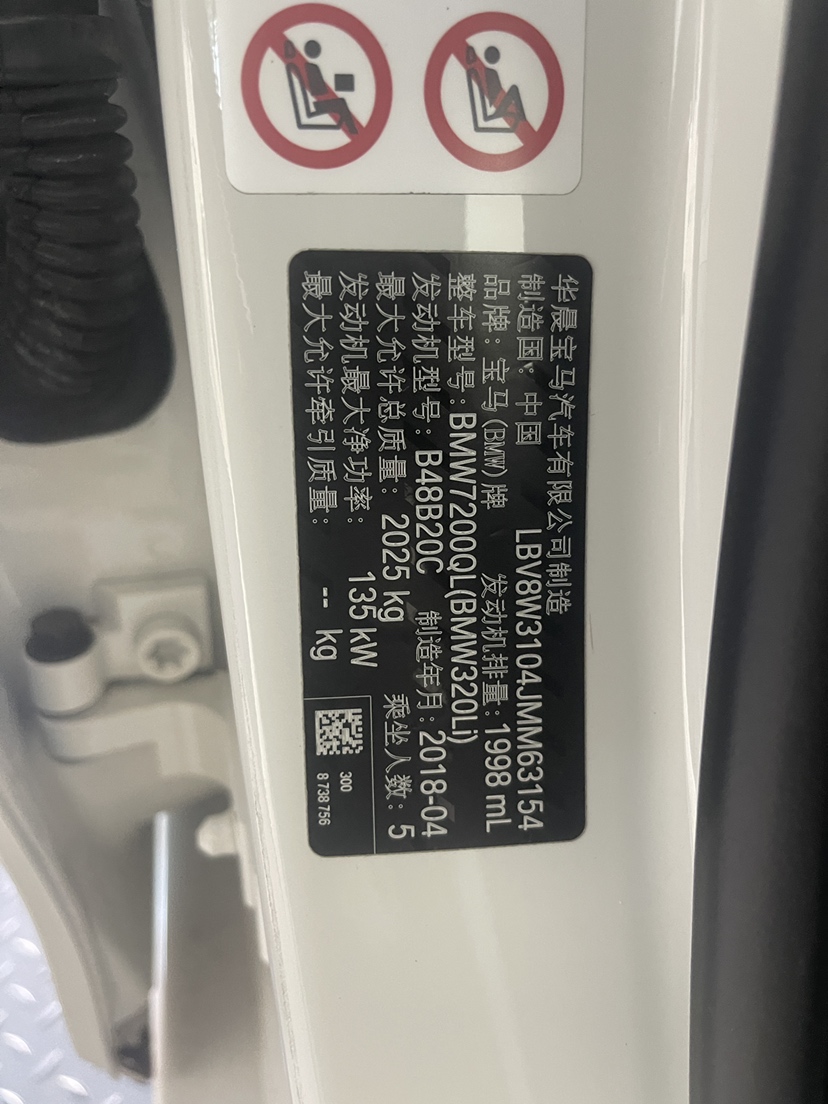 华晨宝马汽车有限公司制造
制造国：中国 LBV8W3104JMM63154
品牌：宝马(BMW)牌 发动机排量：1998 mL
整车型号：BMW7200QL(BMW320Li)
发动机型号：B48B20C 制造年月：2018-04
最大允许总质量：2025 kg 乘坐人数：5
发动机最大净功率：135 kW
最大允许牵引质量：-- kg
300
8 738 756